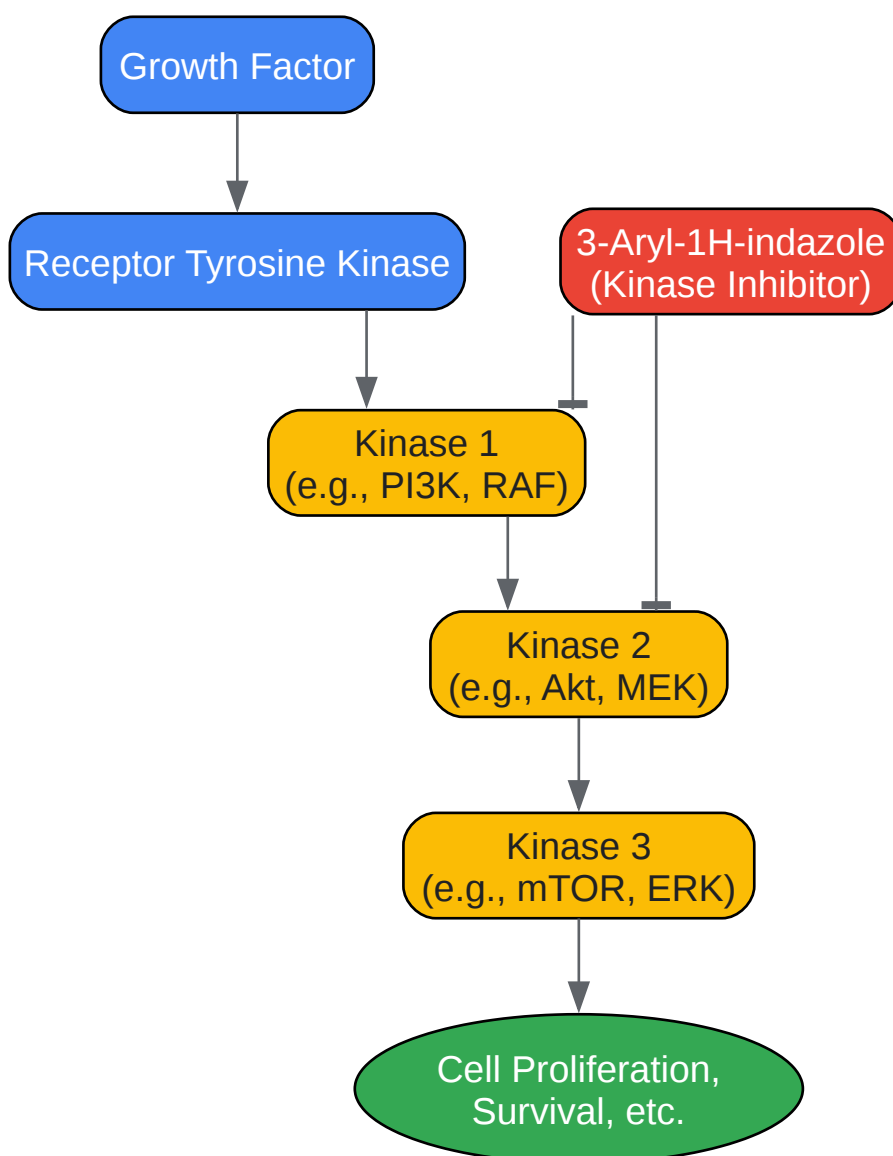 Growth Factor
Receptor Tyrosine Kinase
3-Aryl-1H-indazole
(Kinase Inhibitor)
Kinase 1
(e.g., PI3K, RAF)
Kinase 2
(e.g., Akt, MEK)
Kinase 3
(e.g., mTOR, ERK)
Cell Proliferation,
Survival, etc.